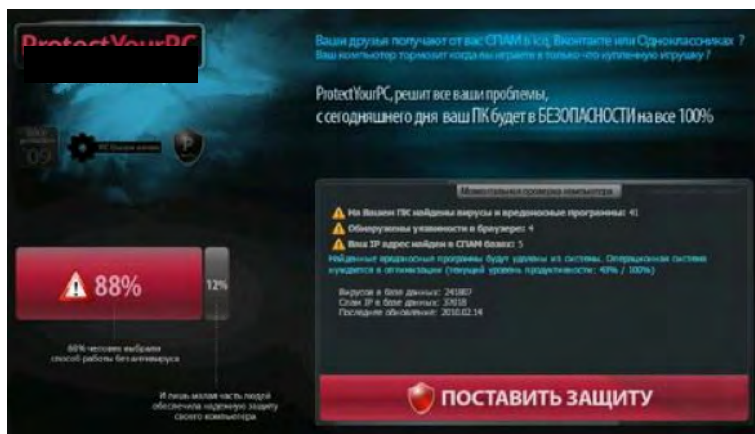 ProtectYourPC
Ваши друзья получают от вас СПАМ в icq, Вконтакте или Одноклассниках ?
Ваш компьютер тормозит когда вы играете в только что купленную игрушку ?
ProtectYourPC, решит все ваши проблемы,
с сегодняшнего дня ваш ПК будет в БЕЗОПАСНОСТИ на все 100%
09
Моментальная проверка компьютера
На Вашем ПК найдены вирусы и вредоносные программы: 41
Обнаружены уязвимости в браузере: 4
Ваш IP адрес найден в СПАМ базах: 5
Найденные вредоносные программы будут удалены из системы. Операционная система
нуждается в оптимизации (текущий уровень продуктивности: 43% / 100%)
Вирусов в базе данных: 241807
Спам IP в базе данных: 37018
Последнее обновление: 2010.02.14
88%
12%
человек выбрали
способ работы без антивируса
И лишь малая часть людей
обеспечила надежную защиту
своего компьютера
ПОСТАВИТЬ ЗАЩИТУ